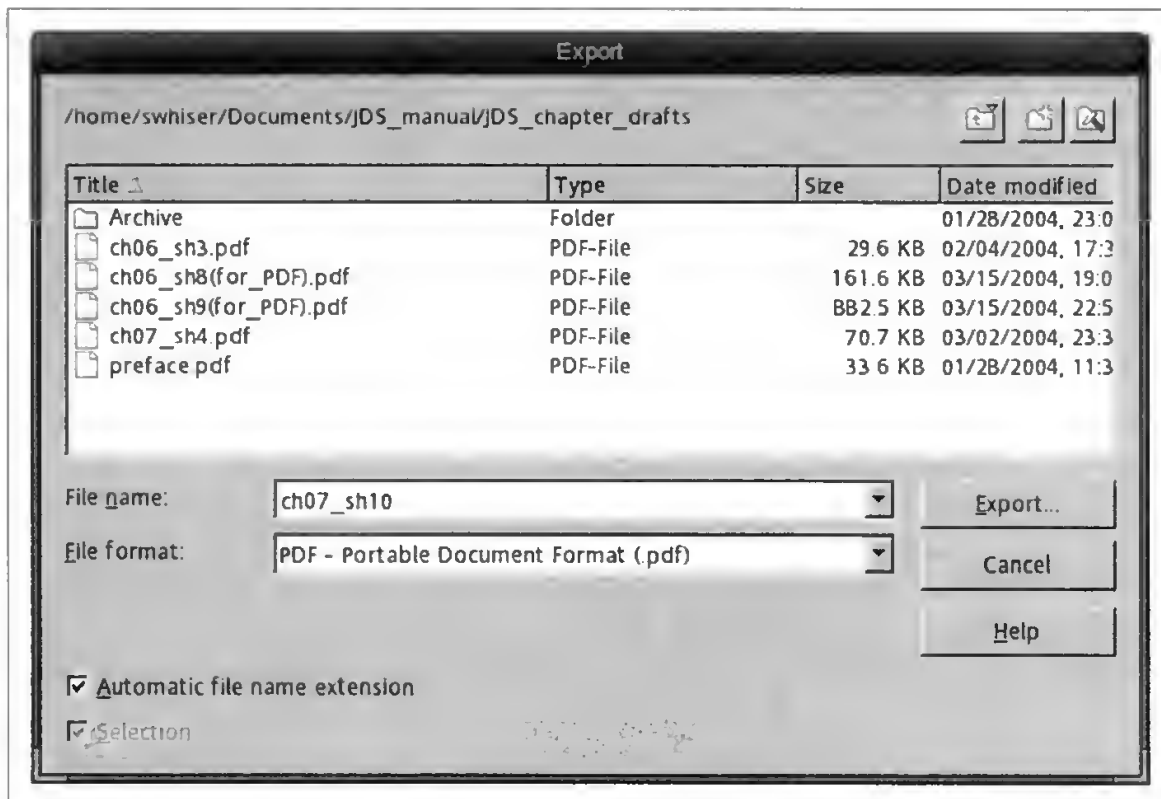 Export
/home/swhiser/Documents/JDS_manual/JDS_chapter_drafts
Title Type Size Date modified
Archive Folder 01/28/2004, 23:0
ch06_sh3.pdf PDF-File 29.6 KB 02/04/2004, 17:3
ch06_sh8(for_PDF).pdf PDF-File 161.6 KB 03/15/2004, 19:0
ch06_sh9(for_PDF).pdf PDF-File 882.5 KB 03/15/2004, 22:5
ch07_sh4.pdf PDF-File 70.7 KB 03/02/2004, 23:3
preface.pdf PDF-File 33.6 KB 01/28/2004, 11:3
File name: ch07_sh10 Export...
File format: PDF - Portable Document Format (.pdf) Cancel
Help
Automatic file name extension
Selection